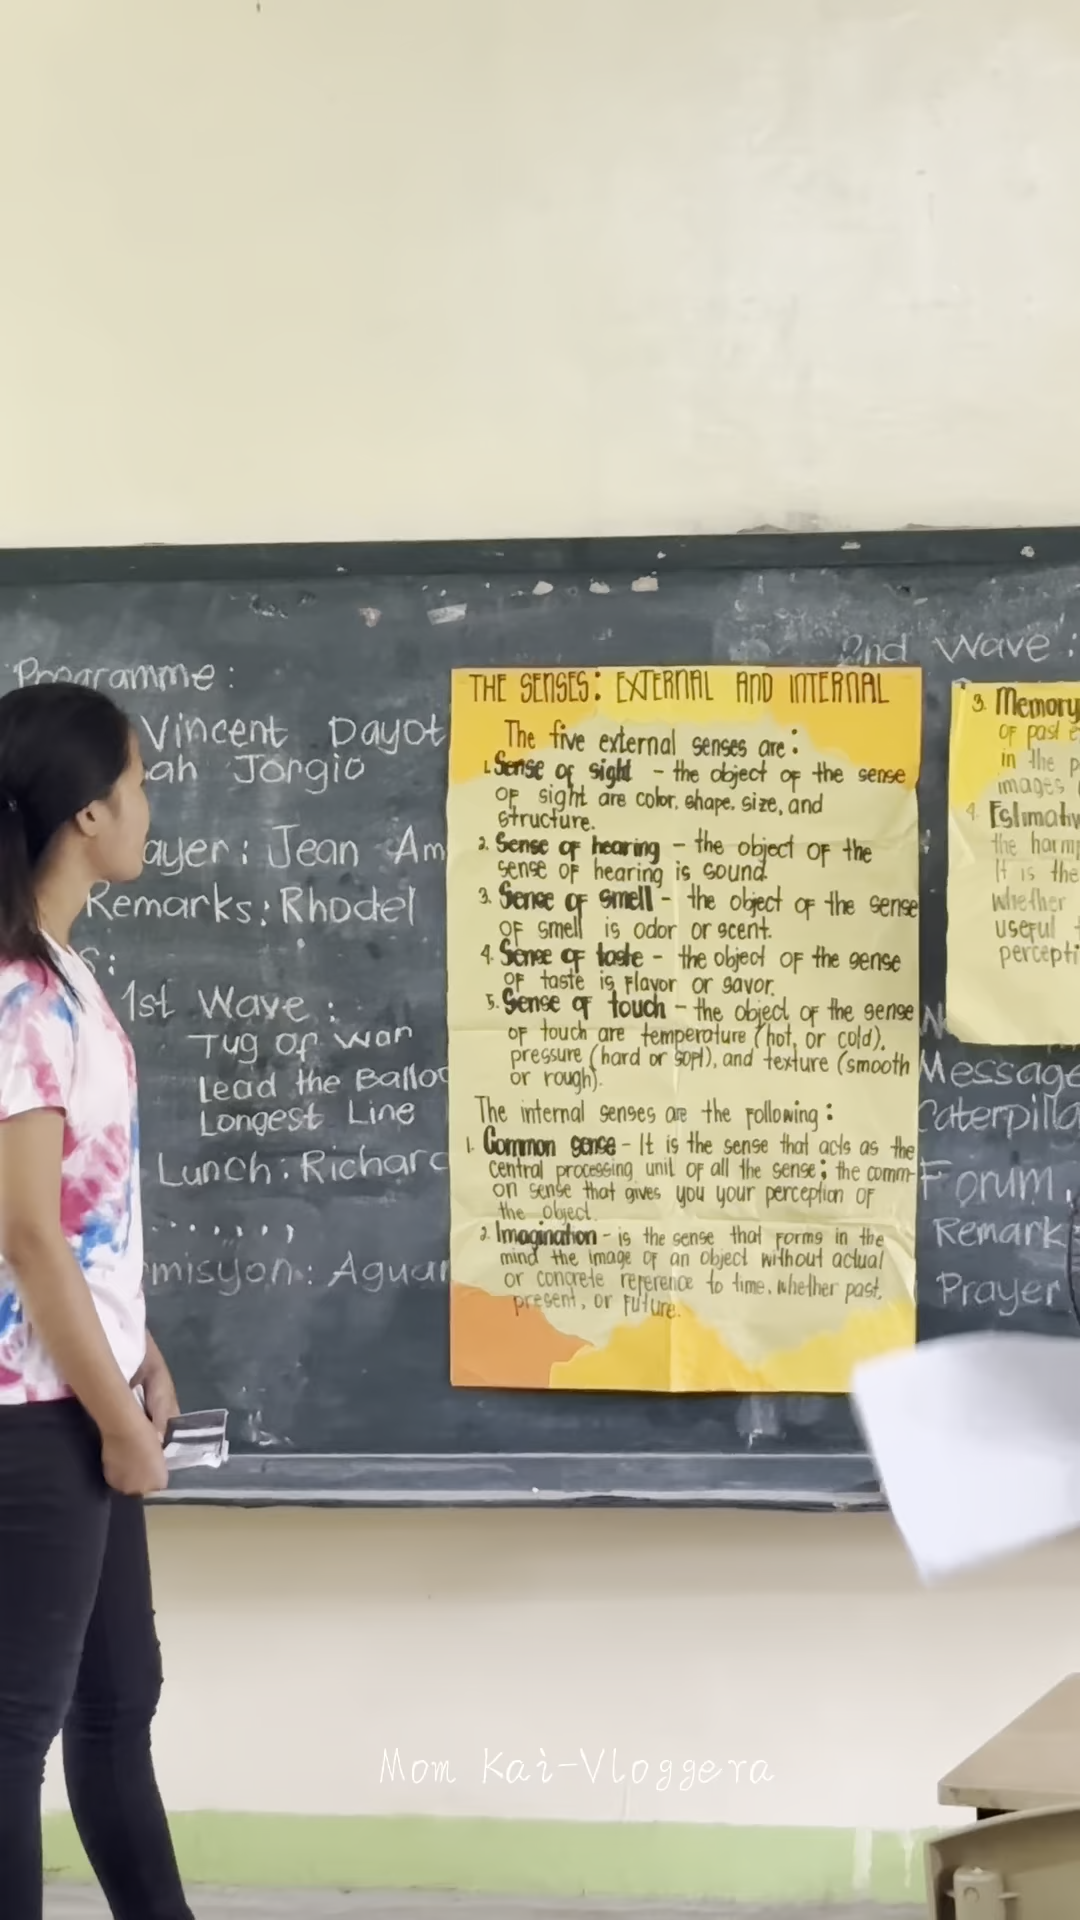 Programme:
Vincent Dayot
Jorgio
Jean Am
Remarks: Rhodel
1st Wave:
Tug of War
Lead the Balloo
Longest Line
Lunch: Richard
misyon: Aguar
THE SENSES: EXTERNAL AND INTERNAL
The five external senses are:
1. Sense of sight - the object of the sense
of sight are color, shape, size, and
structure.
2. Sense of hearing - the object of the
sense of hearing is sound.
3. Sense of smell - the object of the sense
of smell is odor or scent.
4. Sense of taste - the object of the sense
of taste is flavor or savor.
5. Sense of touch - the object of the sense
of touch are temperature (hot, or cold),
pressure (hard or soft), and texture (smooth
or rough).
The internal senses are the following:
1. Common sense - It is the sense that acts as the
central processing unit of all the sense; the comm-
on sense that gives you your perception of
the object.
2. Imagination - is the sense that forms in the
mind the image of an object without actual
or concrete reference to time, whether past,
present, or future.
2nd Wave:
3. Memory
of past e
in the p
images
4. Estimativ
the harm
It is the
whether
useful
percepti
Message
Caterpilla
Forum
Remark
Prayer
Mom Kai-Vloggera